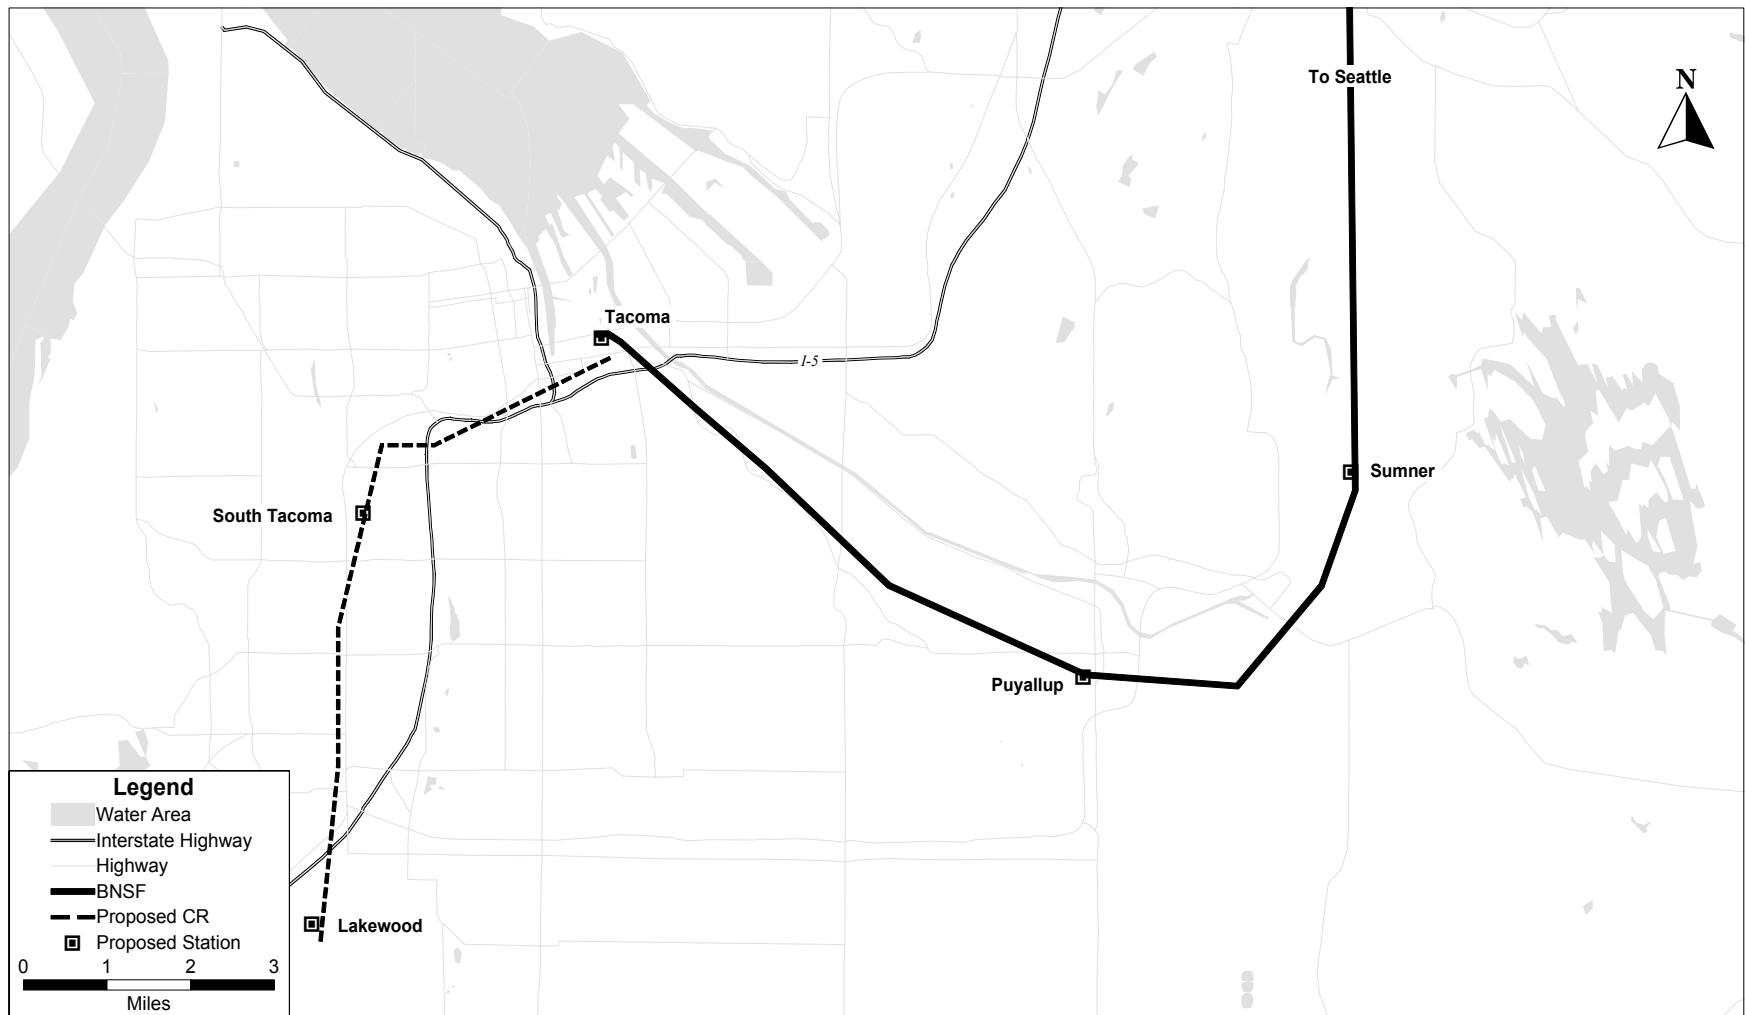 To Seattle
N
Tacoma
I-5
Sumner
South Tacoma
Puyallup
Legend
Water Area
Interstate Highway
Highway
BNSF
Proposed CR
Proposed Station
Lakewood
0 1 2 3
Miles